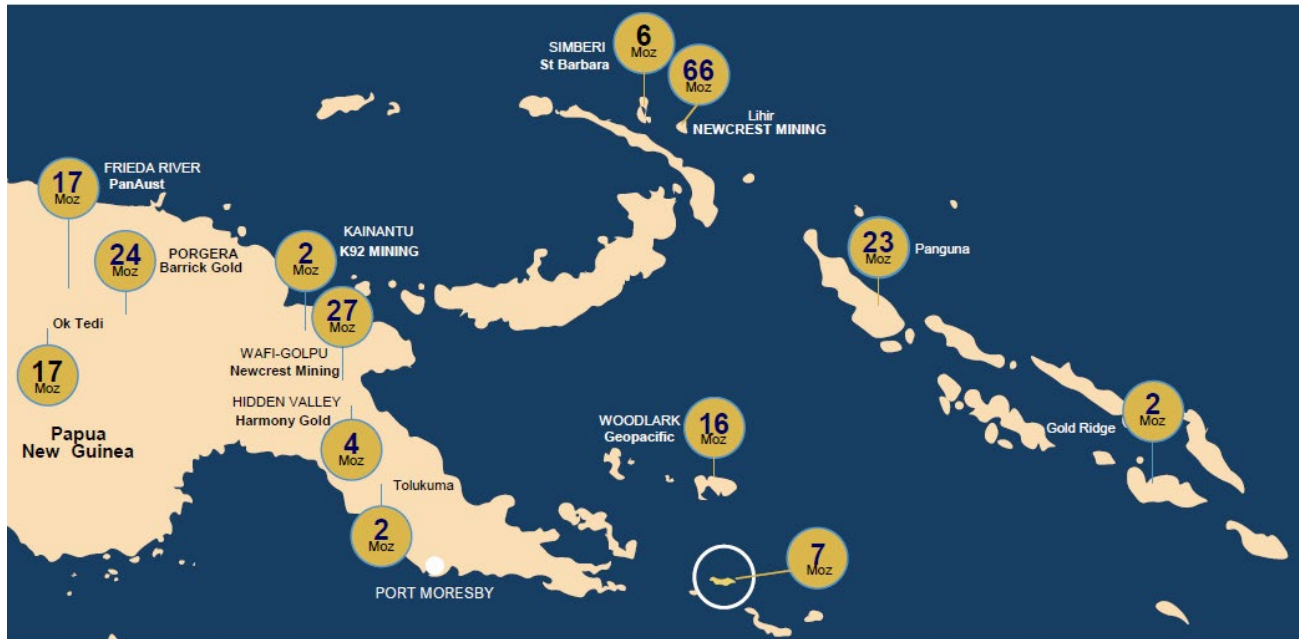 6
Moz
SIMBERI
St Barbara
66
Moz
Lihir
NEWCREST MINING
FRIEDA RIVER
PanAust
17
Moz
24
Moz
PORGERA
Barrick Gold
KAINANTU
K92 MINING
2
Moz
27
Moz
23
Moz
Panguna
Ok Tedi
17
Moz
WAFI-GOLPU
Newcrest Mining
HIDDEN VALLEY
Harmony Gold
4
Moz
Papua
New Guinea
WOODLARK
Geopacific
16
Moz
Gold Ridge
2
Moz
Tolukuma
2
Moz
7
Moz
PORT MORESBY